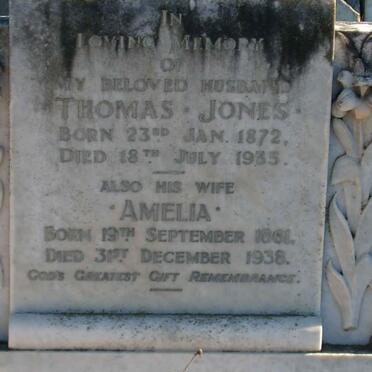 IN
LOVING MEMORY
OF
MY BELOVED HUSBAND
THOMAS · JONES ·
BORN 23RD JAN. 1872,
DIED 18TH JULY 1935.
ALSO HIS WIFE
· AMELIA ·
BORN 19TH SEPTEMBER 1861.
DIED 31ST DECEMBER 1938.
GOD'S GREATEST GIFT REMEMBRANCE.